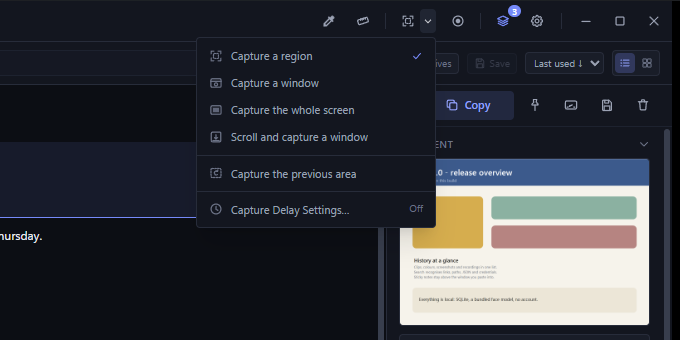 3
Capture a region
Capture a window
Capture the whole screen
Scroll and capture a window
Capture the previous area
Capture Delay Settings... Off
Save
Last used ↓
Copy
hursday.
ENT
.0 · release overview
History at a glance
Everything is local: SQLite, a bundled face model, no account.